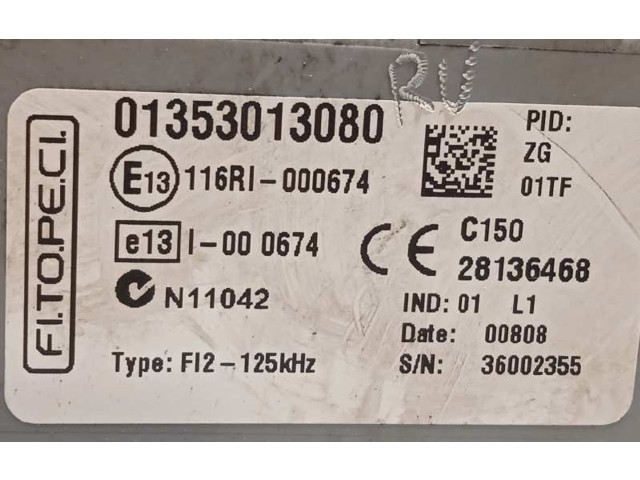 RU
FI.TO.PE.C.I.
01353013080
E13 116RI-000674
e13 I-00 0674
N11042
Type: FI2-125kHz
PID:
ZG
01TF
CE C150
28136468
IND: 01 L1
Date: 00808
S/N: 36002355